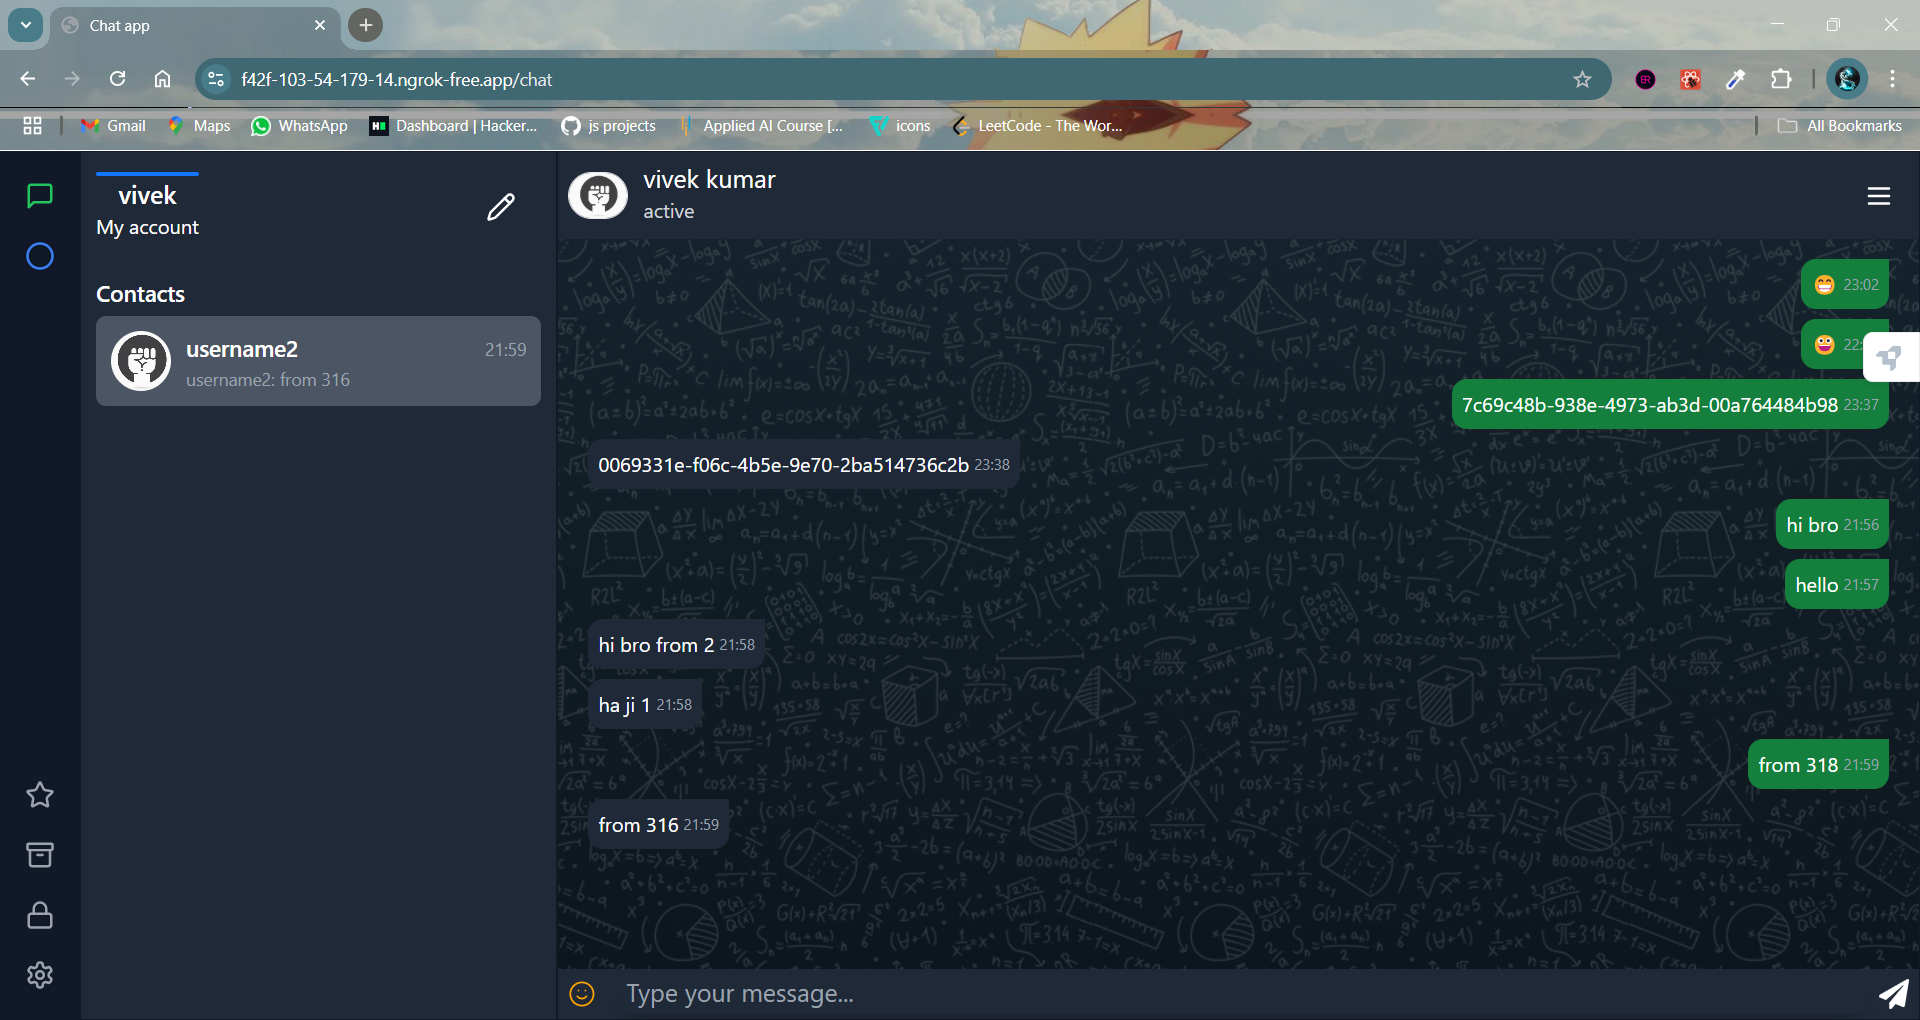 Chat app
f42f-103-54-179-14.ngrok-free.app/chat
Gmail
Maps
WhatsApp
Dashboard | Hacker...
js projects
Applied AI Course [...
icons
LeetCode - The Wor...
All Bookmarks
vivek
My account
Contacts
username2 21:59
username2: from 316
vivek kumar
active
😁 23:02
😀 22:
7c69c48b-938e-4973-ab3d-00a764484b98 23:37
0069331e-f06c-4b5e-9e70-2ba514736c2b 23:38
hi bro 21:56
hello 21:57
hi bro from 2 21:58
ha ji 1 21:58
from 318 21:59
from 316 21:59
Type your message...